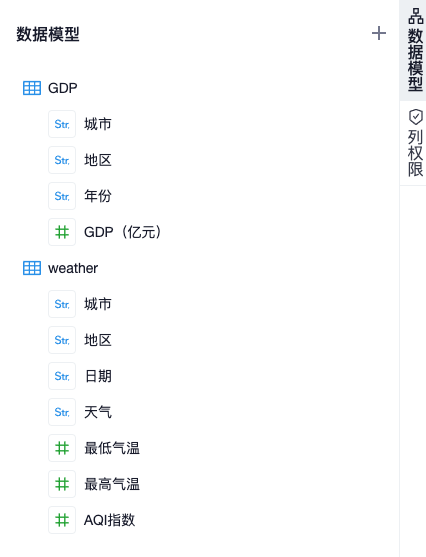 数据模型
GDP
Str.
城市
Str.
地区
Str.
年份
GDP（亿元）
weather
Str.
城市
Str.
地区
Str.
日期
Str.
天气
最低气温
最高气温
AQI指数
数据模型
列权限